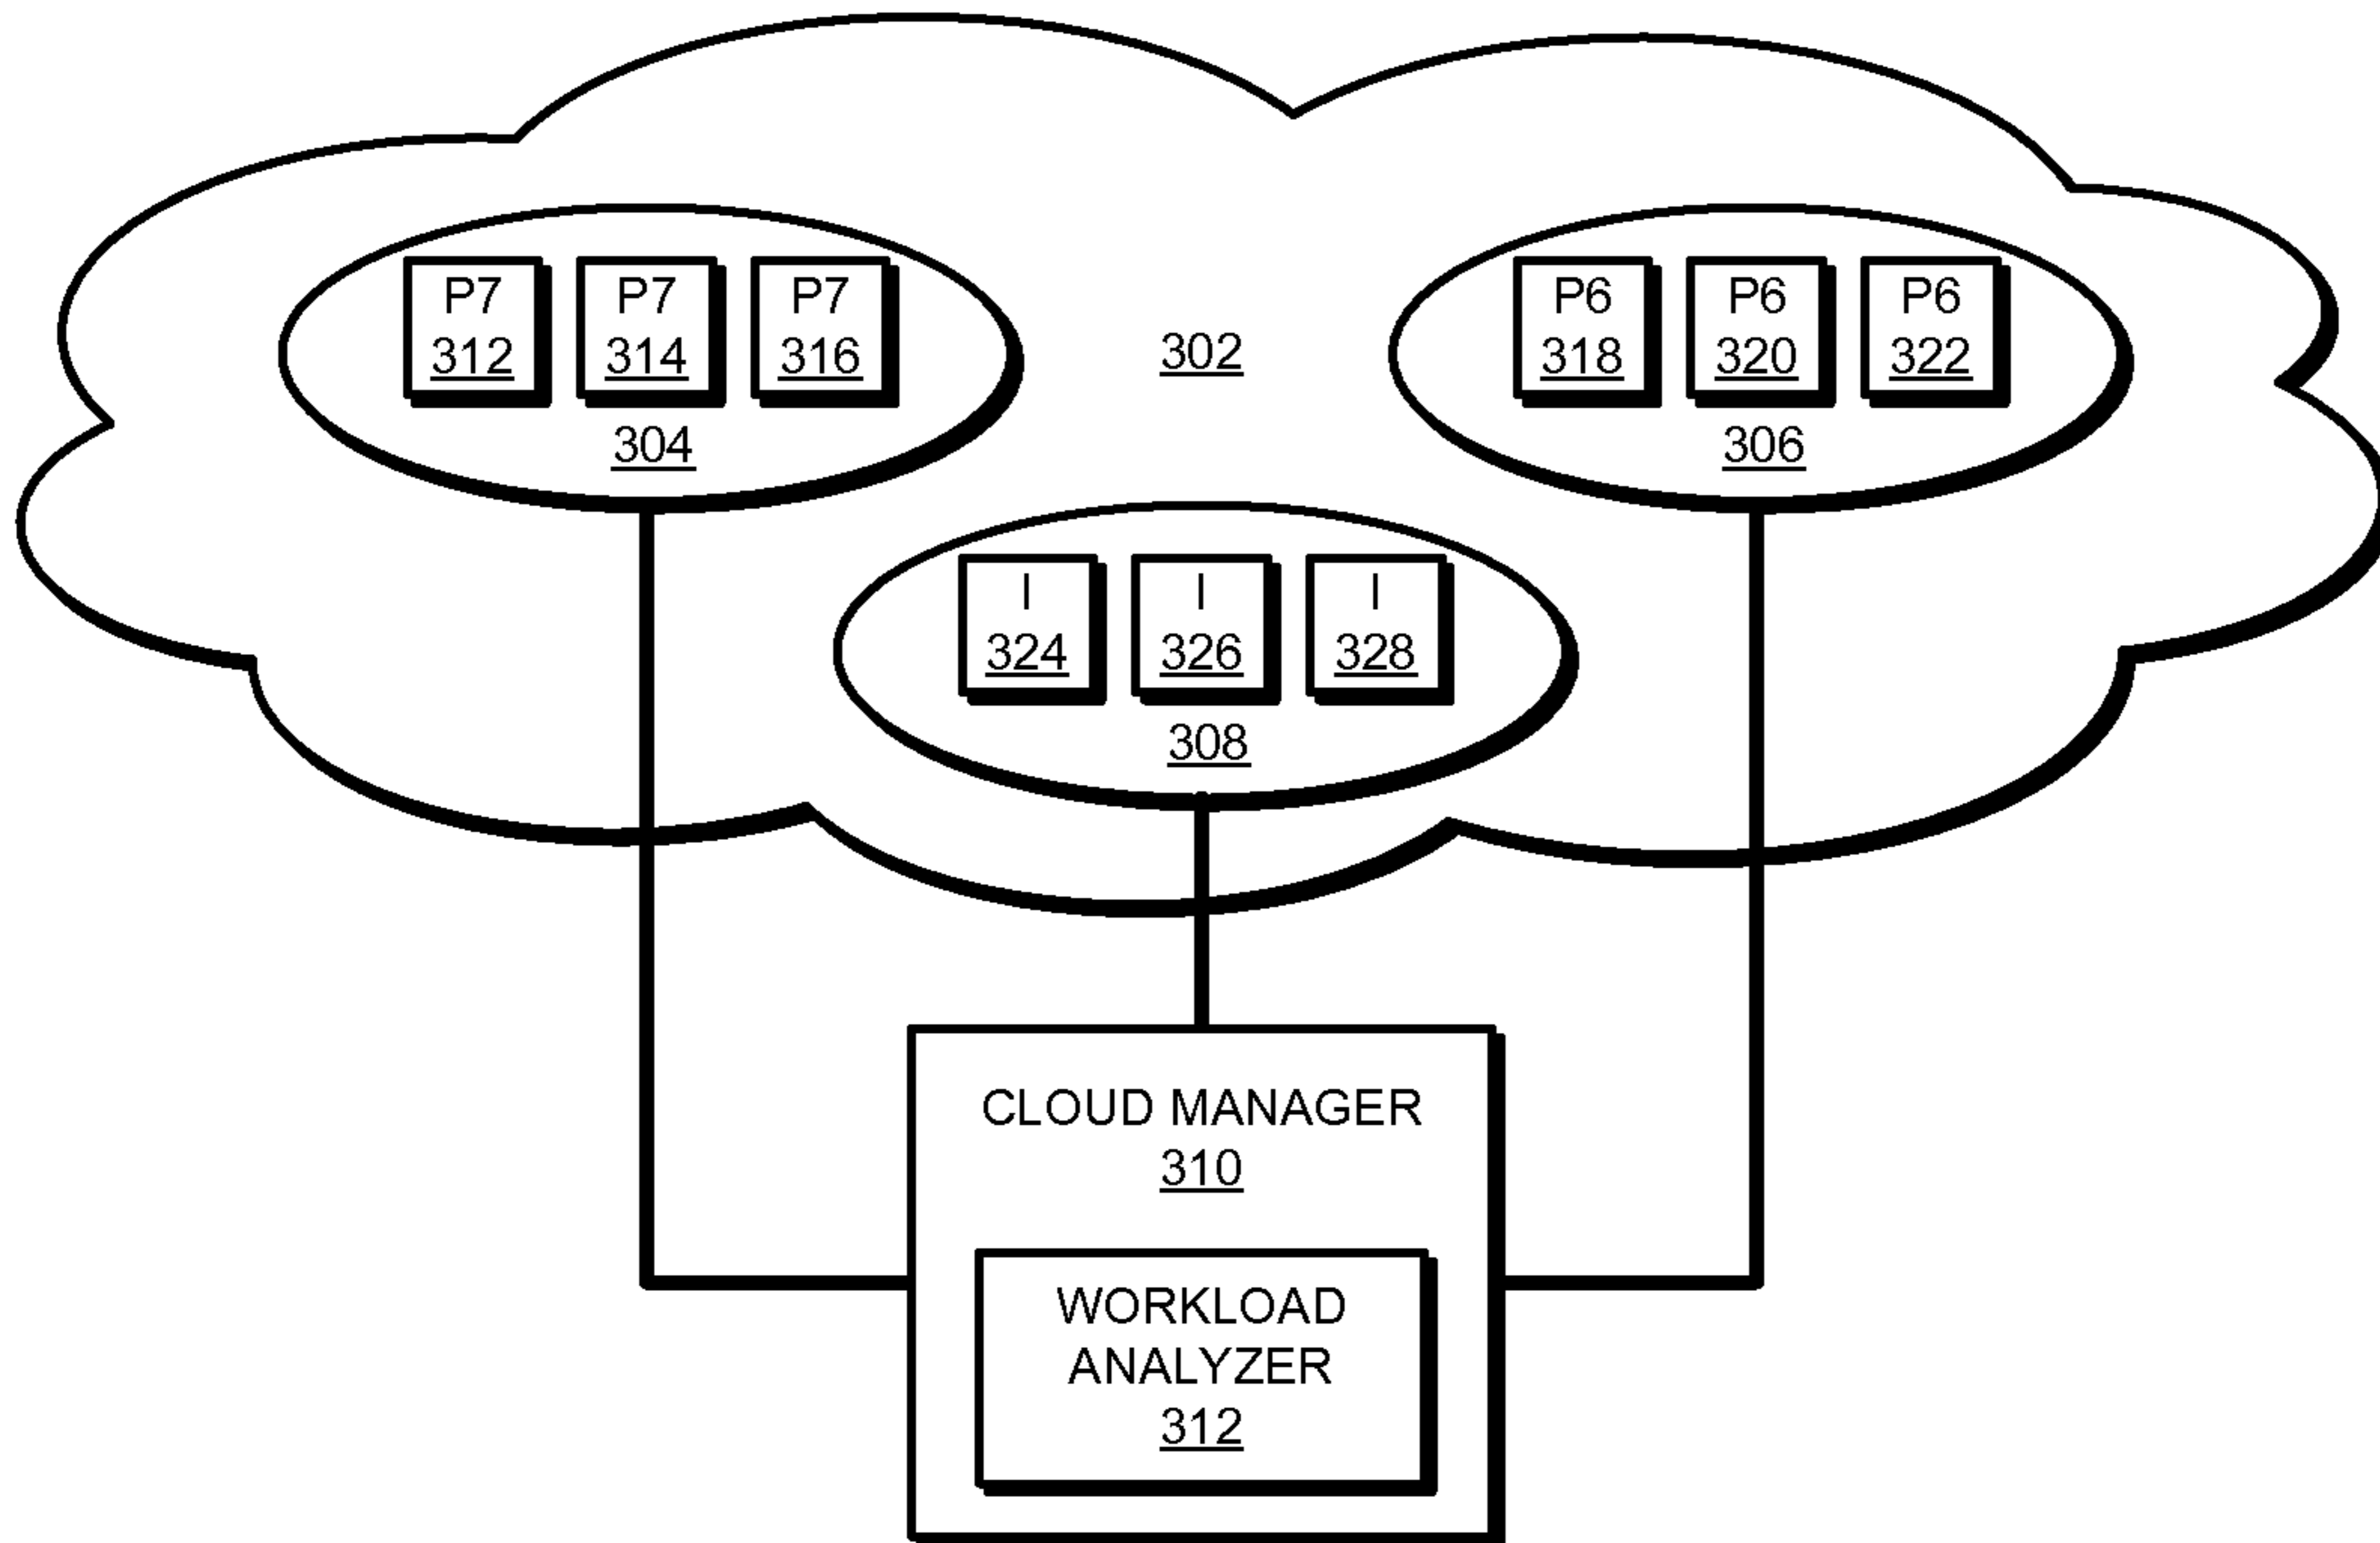 P7 P7 P7 P6 P6 P6
312 314 316 302 318 320 322
304 306
I I I
324 326 328
308
CLOUD MANAGER
310
WORKLOAD
ANALYZER
312